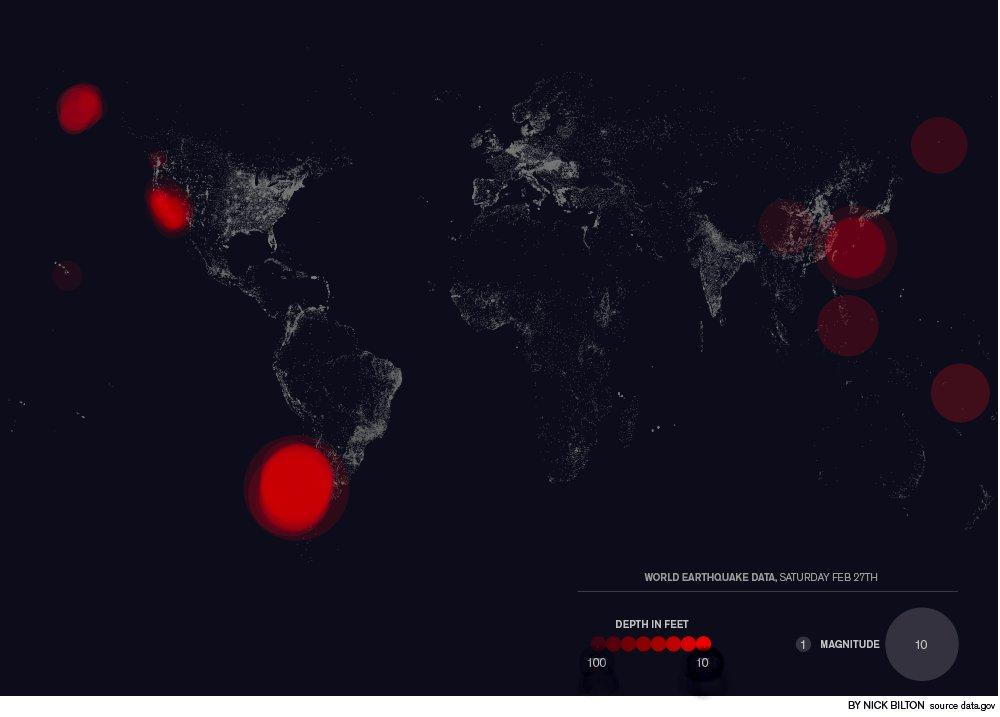 WORLD EARTHQUAKE DATA, SATURDAY FEB 27TH
DEPTH IN FEET
100 10
1 MAGNITUDE 10
BY NICK BILTON source data.gov